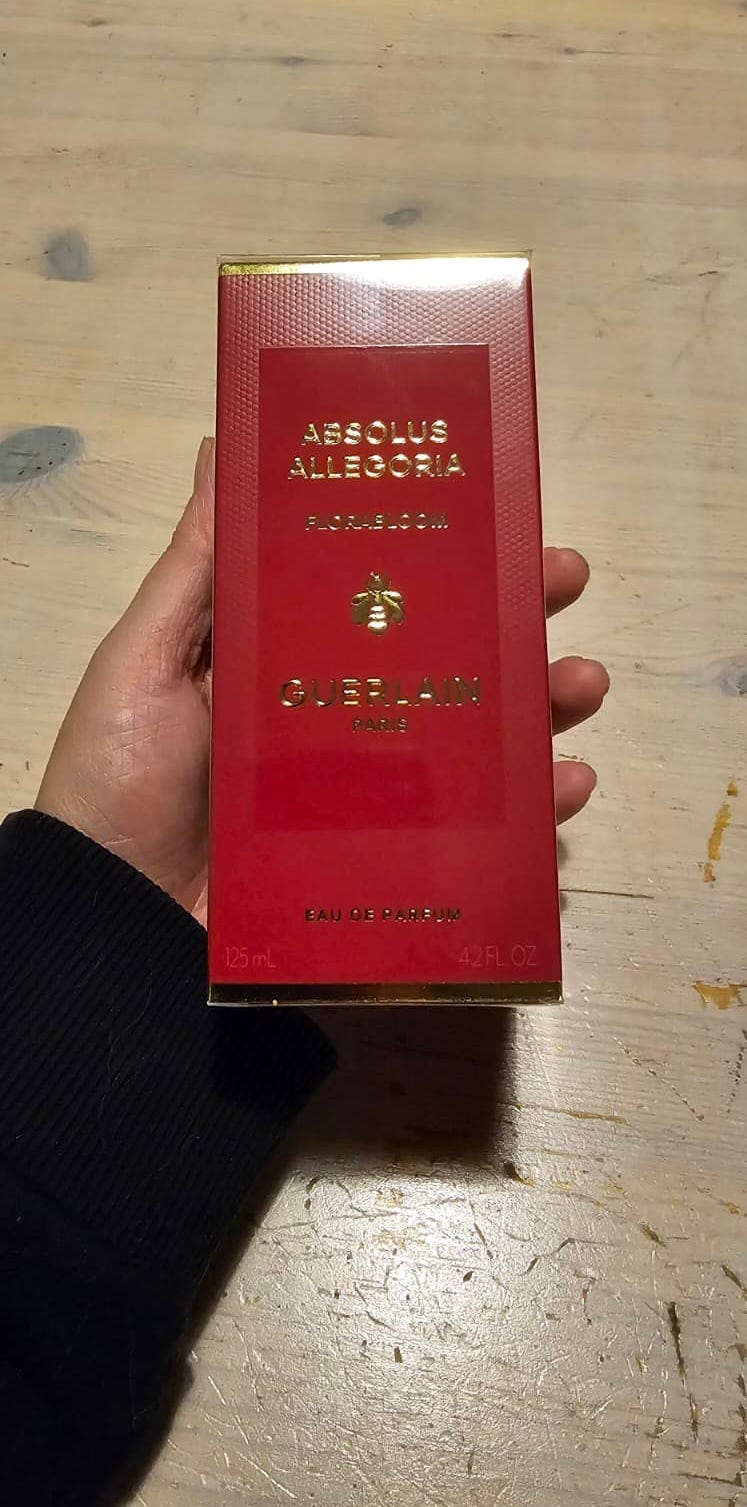 ABSOLUS
ALLEGORIA
FLORABLOOM
GUERLAIN
PARIS
EAU DE PARFUM
125 mL 4.2 FL. OZ